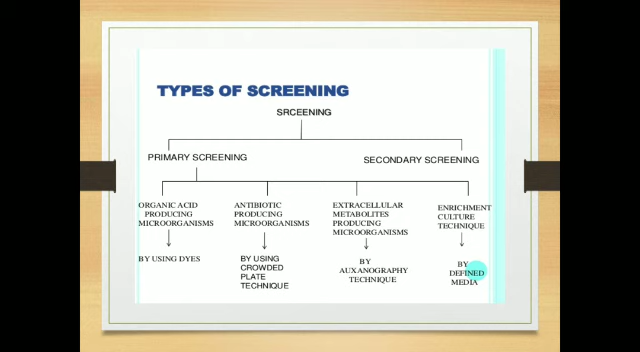 TYPES OF SCREENING
SRCEENING
PRIMARY SCREENING
SECONDARY SCREENING
ORGANIC ACID
PRODUCING
MICROORGANISMS
BY USING DYES
ANTIBIOTIC
PRODUCING
MICROORGANISMS
BY USING
CROWDED
PLATE
TECHNIQUE
EXTRACELLULAR
METABOLITES
PRODUCING
MICROORGANISMS
BY
AUXANOGRAPHY
TECHNIQUE
ENRICHMENT
CULTURE
TECHNIQUE
BY
DEFINED
MEDIA